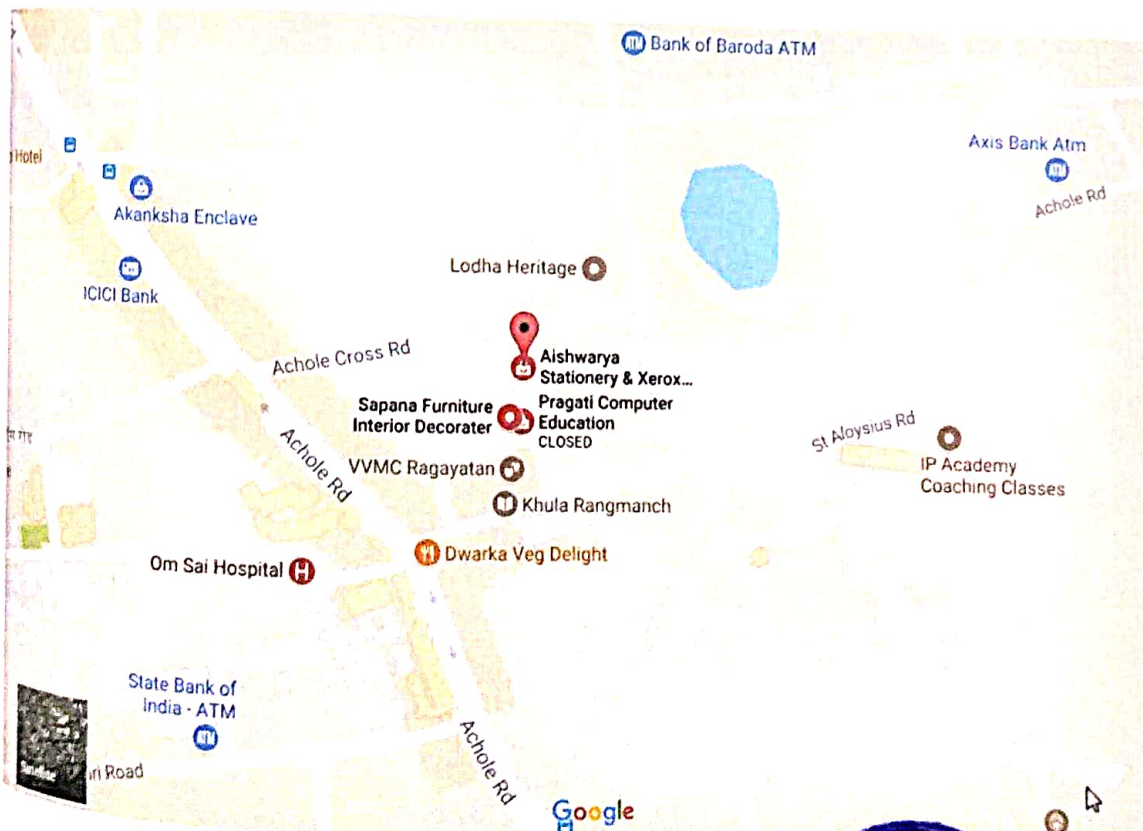 Bank of Baroda ATM
Axis Bank Atm
Hotel
Achole Rd
Akanksha Enclave
Lodha Heritage
ICICI Bank
Achole Cross Rd
Aishwarya
Stationery & Xerox...
Sapana Furniture
Interior Decorater
Pragati Computer
Education
CLOSED
St Aloysius Rd
Achole Rd
VVMC Ragayatan
IP Academy
Coaching Classes
Khula Rangmanch
Dwarka Veg Delight
Om Sai Hospital
State Bank of
India - ATM
Satellite
Achole Rd
Road
Google